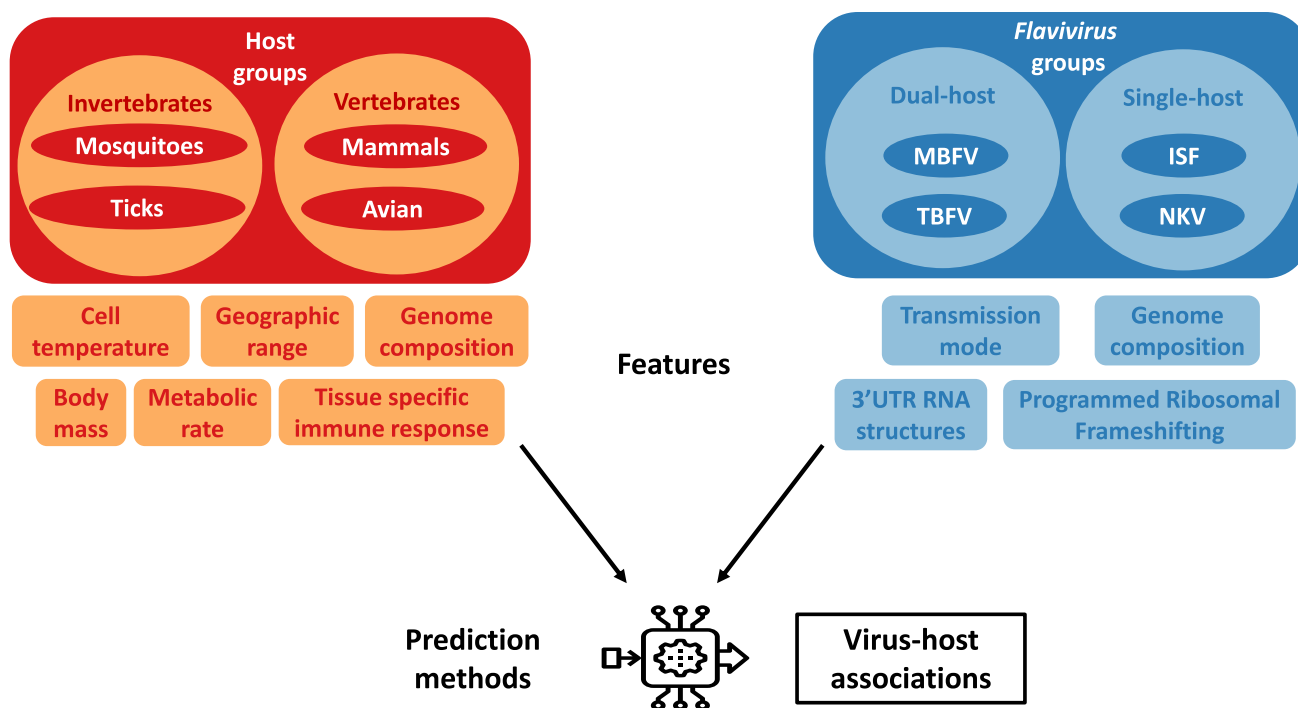 Host
groups
Invertebrates
Mosquitoes
Ticks
Vertebrates
Mammals
Avian
Flavivirus
groups
Dual-host
MBFV
TBFV
Single-host
ISF
NKV
Cell
temperature
Geographic
range
Genome
composition
Body
mass
Metabolic
rate
Tissue specific
immune response
Features
Transmission
mode
Genome
composition
3’UTR RNA
structures
Programmed Ribosomal
Frameshifting
Prediction
methods
Virus-host
associations